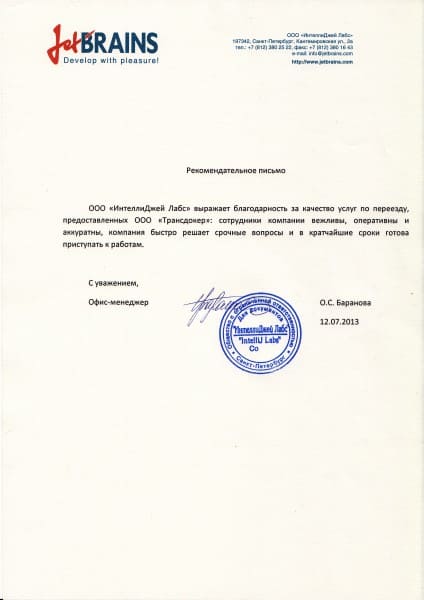 JetBRAINS
Develop with pleasure!
ООО «ИнтеллиДжей Лабс»
197342, Санкт-Петербург, Кантемировская ул., 2а
тел.: +7 (812) 380 25 22, факс: +7 (812) 380 16 43
e-mail: info@jetbrains.com
http://www.jetbrains.com
Рекомендательное письмо
ООО «ИнтеллиДжей Лабс» выражает благодарность за качество услуг по переезду,
предоставленных ООО «Трансдокер»: сотрудники компании вежливы, оперативны и
аккуратны, компания быстро решает срочные вопросы и в кратчайшие сроки готова
приступать к работам.
С уважением,
Офис-менеджер
О.С. Баранова
12.07.2013
Общество с ограниченной ответственностью
Для документов
"ИнтеллиДжей Лабс"
"IntelliJ Labs"
Co
Санкт-Петербург